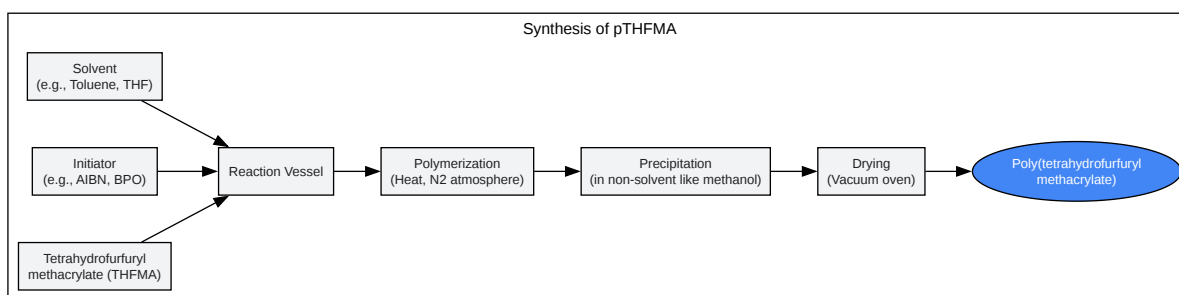 Synthesis of pTHFMA
Solvent
(e.g., Toluene, THF)
Initiator
(e.g., AIBN, BPO)
Tetrahydrofurfuryl
methacrylate (THFMA)
Reaction Vessel
Polymerization
(Heat, N2 atmosphere)
Precipitation
(in non-solvent like methanol)
Drying
(Vacuum oven)
Poly(tetrahydrofurfuryl
methacrylate)